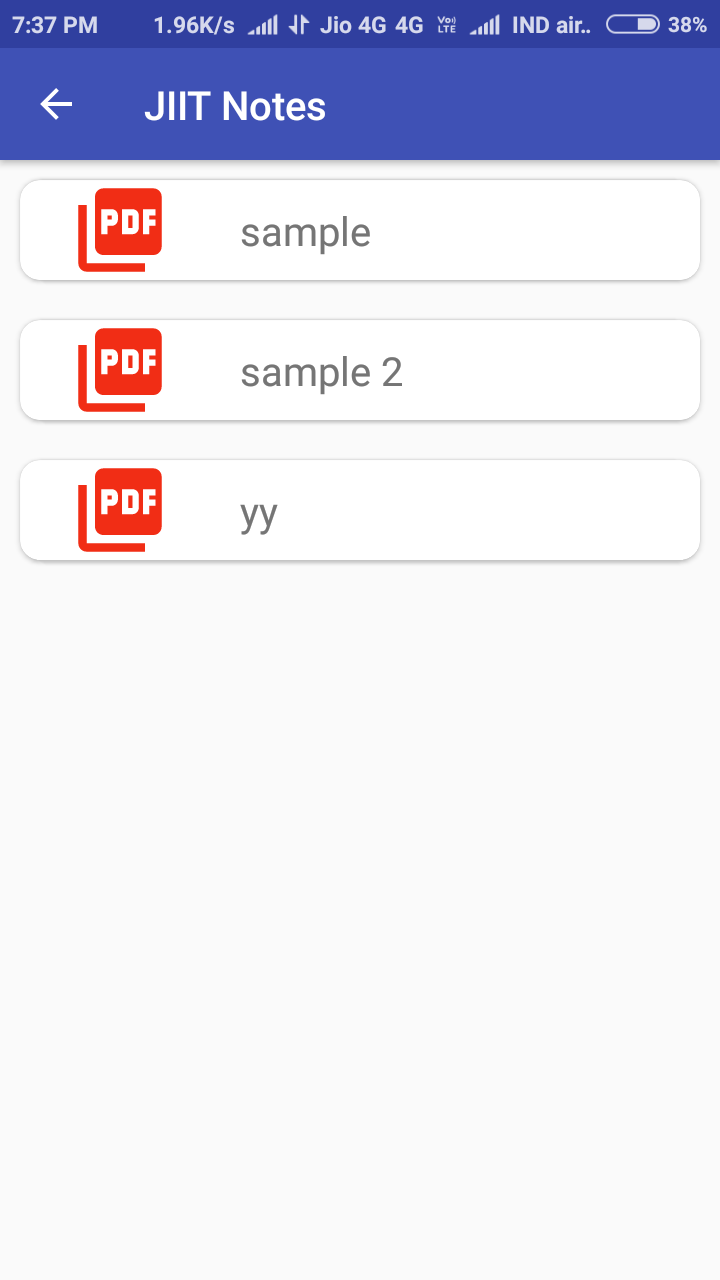 7:37 PM 1.96K/s Jio 4G 4G Vo)) LTE IND air.. 38%
JIIT Notes
PDF sample
PDF sample 2
PDF yy